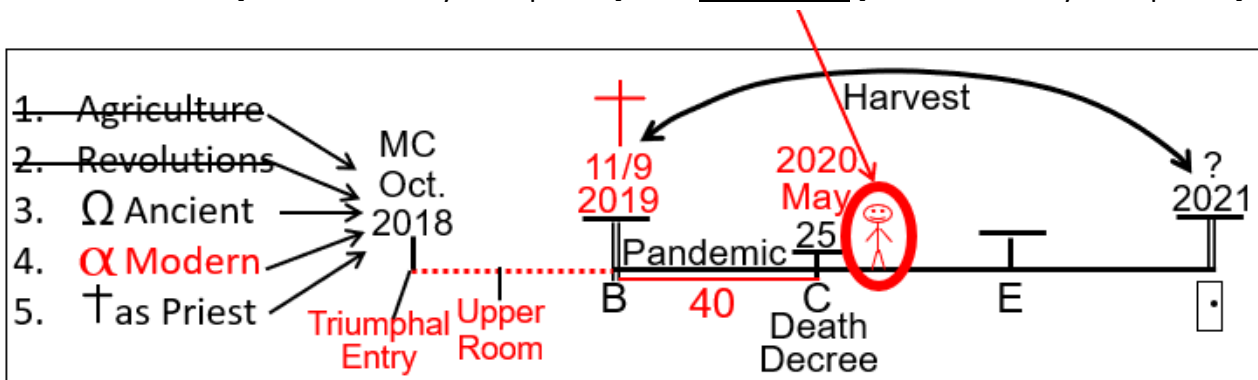 1. Agriculture
2. Revolutions
3. Ω Ancient
4. α Modern
5. † as Priest
MC
Oct.
2018
Triumphal
Entry
Upper
Room
11/9
2019
B
Pandemic
40
2020
May
25
C
Death
Decree
Harvest
E
?
2021